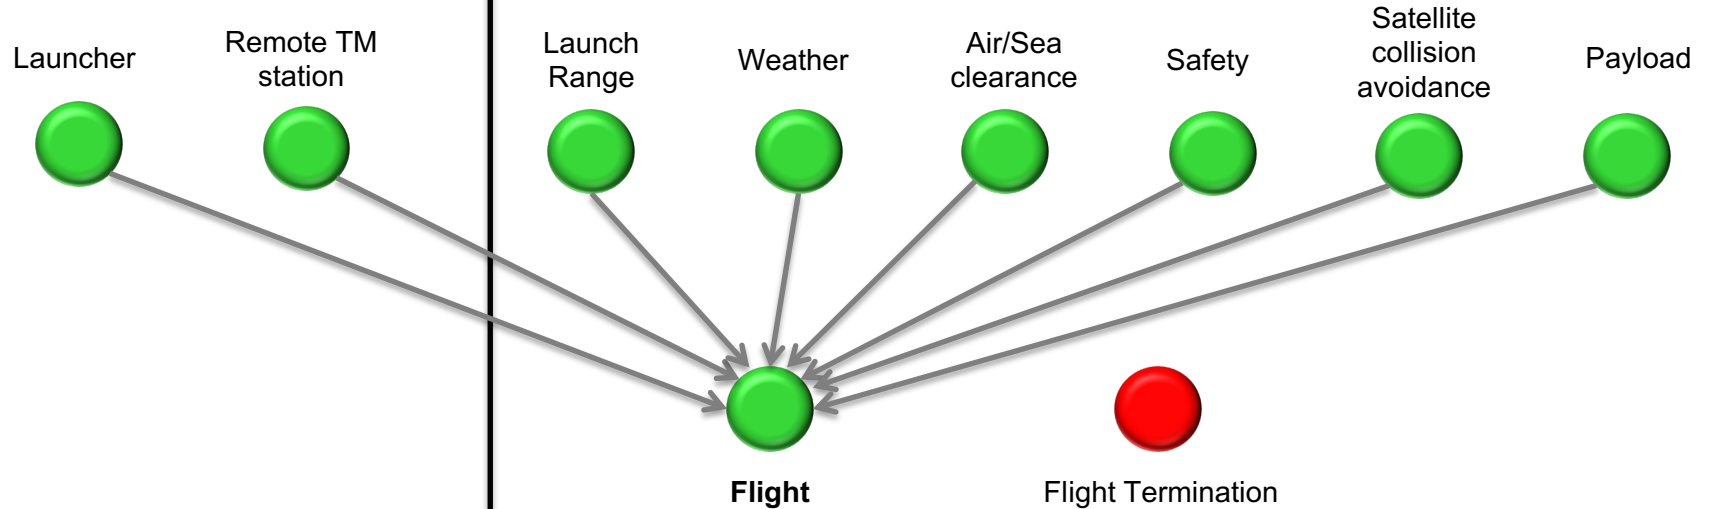 Launcher
Remote TM
station
Launch
Range
Weather
Air/Sea
clearance
Safety
Satellite
collision
avoidance
Payload
Flight
Flight Termination